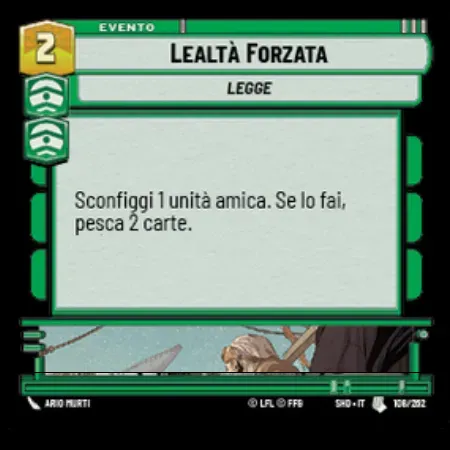 EVENTO
2
LEALTÀ FORZATA
LEGGE
Sconfiggi 1 unità amica. Se lo fai,
pesca 2 carte.
ARIO MURTI
Ⓒ LFL Ⓒ FFG
SHD • IT
108/262